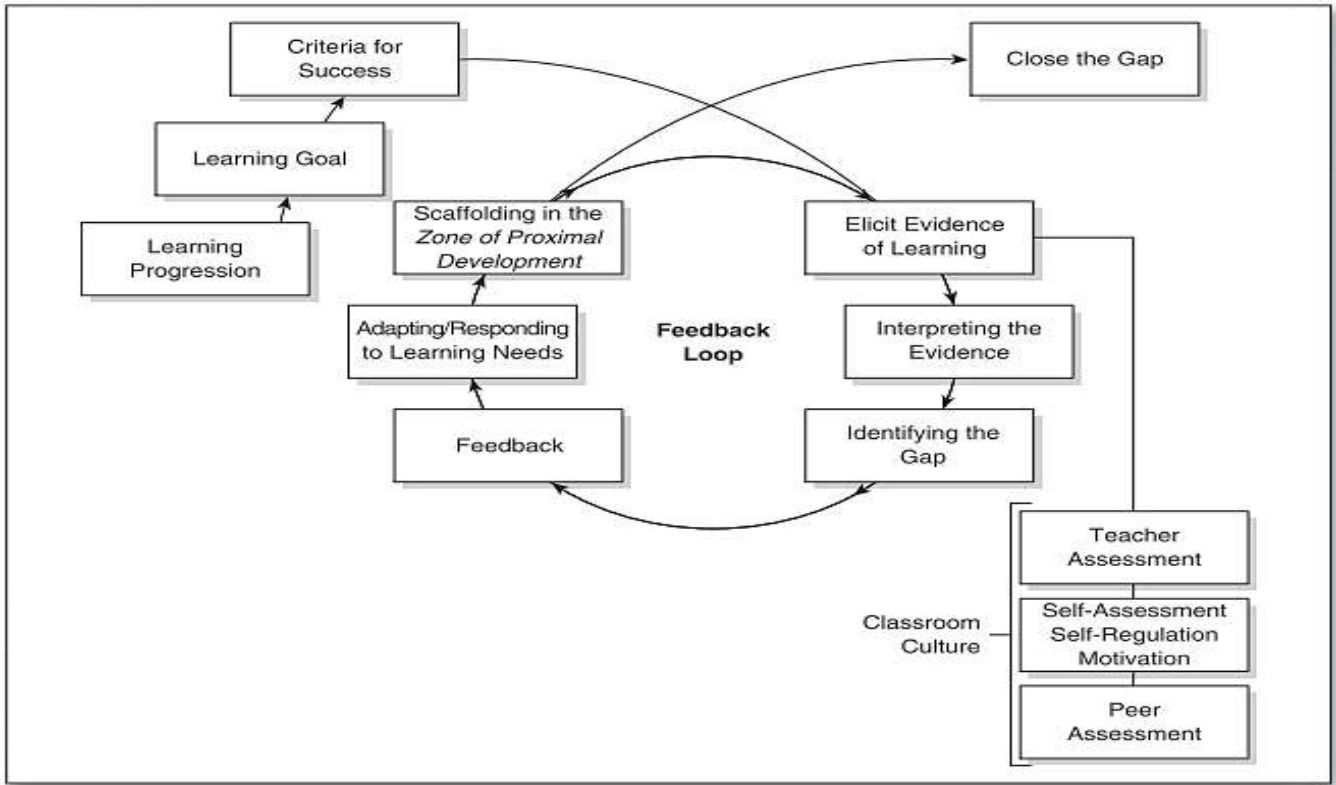 Criteria for
Success
Close the Gap
Learning Goal
Learning
Progression
Scaffolding in the
Zone of Proximal
Development
Elicit Evidence
of Learning
Adapting/Responding
to Learning Needs
Feedback
Loop
Interpreting the
Evidence
Feedback
Identifying the
Gap
Classroom
Culture
Teacher
Assessment
Self-Assessment
Self-Regulation
Motivation
Peer
Assessment